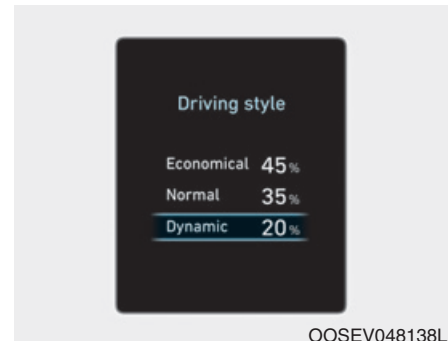 Driving style
Economical 45%
Normal 35%
Dynamic 20%
OOSEV048138L